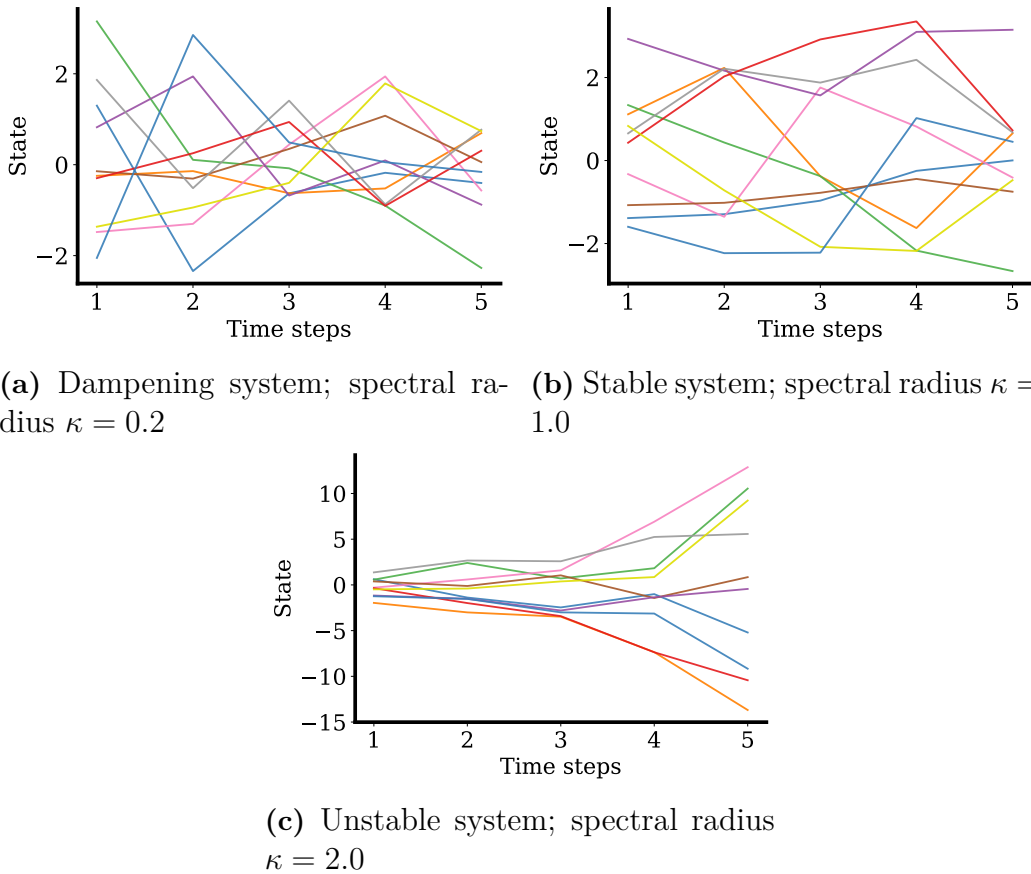 State
2
0
−2
1 2 3 4 5
Time steps
State
2
0
−2
1 2 3 4 5
Time steps
(a) Dampening system; spectral ra-
dius κ = 0.2
(b) Stable system; spectral radius κ =
1.0
State
10
5
0
−5
−10
−15
1 2 3 4 5
Time steps
(c) Unstable system; spectral radius
κ = 2.0